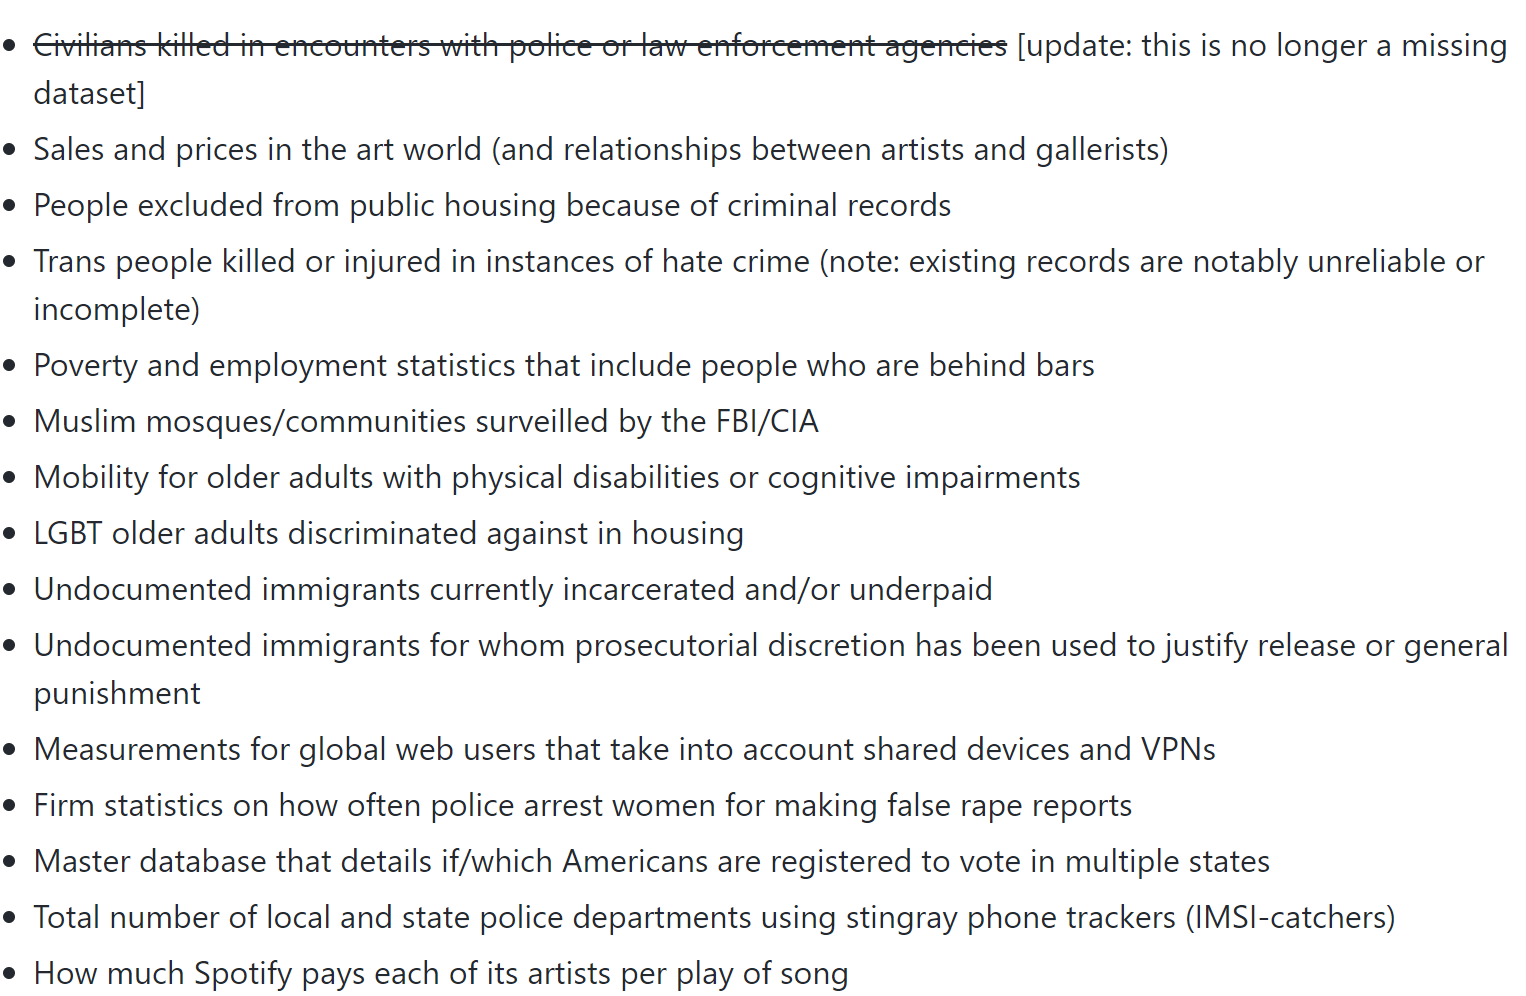 Civilians killed in encounters with police or law enforcement agencies [update: this is no longer a missing
dataset]
Sales and prices in the art world (and relationships between artists and gallerists)
People excluded from public housing because of criminal records
Trans people killed or injured in instances of hate crime (note: existing records are notably unreliable or
incomplete)
Poverty and employment statistics that include people who are behind bars
Muslim mosques/communities surveilled by the FBI/CIA
Mobility for older adults with physical disabilities or cognitive impairments
LGBT older adults discriminated against in housing
Undocumented immigrants currently incarcerated and/or underpaid
Undocumented immigrants for whom prosecutorial discretion has been used to justify release or general
punishment
Measurements for global web users that take into account shared devices and VPNs
Firm statistics on how often police arrest women for making false rape reports
Master database that details if/which Americans are registered to vote in multiple states
Total number of local and state police departments using stingray phone trackers (IMSI-catchers)
How much Spotify pays each of its artists per play of song